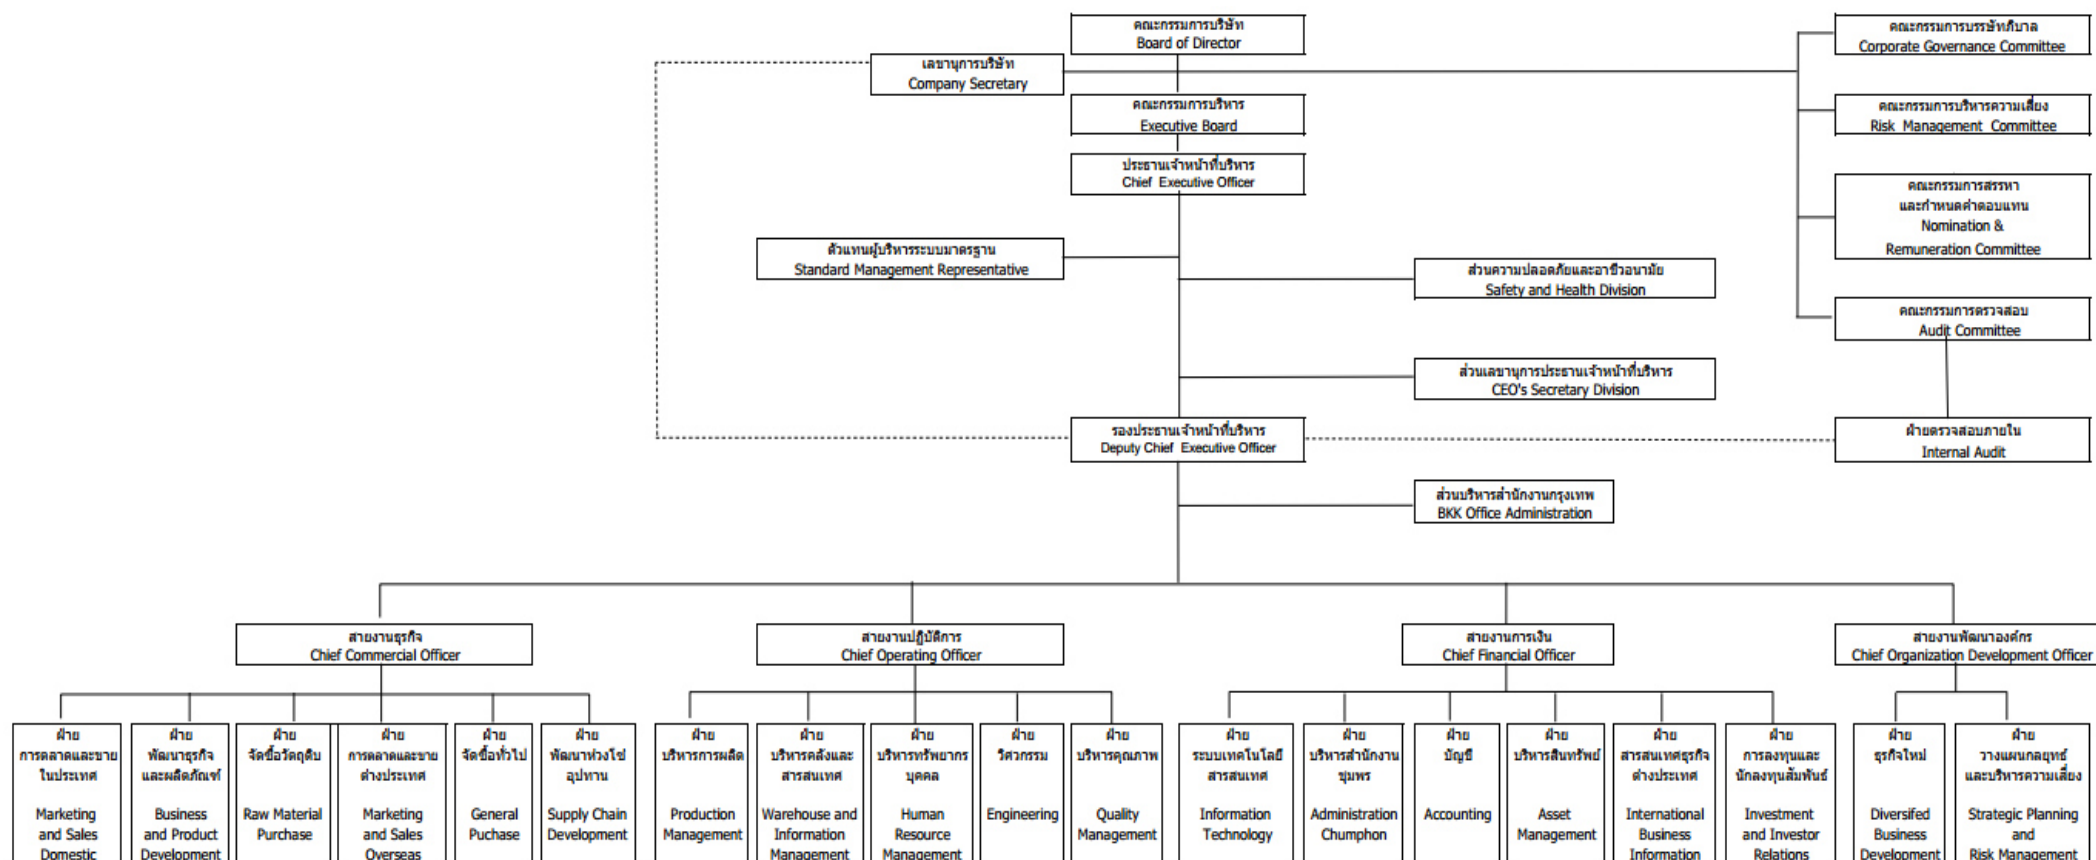 คณะกรรมการบริษัท
Board of Director
คณะกรรมการบรรษัทภิบาล
Corporate Governance Committee
เลขานุการบริษัท
Company Secretary
คณะกรรมการบริหาร
Executive Board
คณะกรรมการบริหารความเสี่ยง
Risk Management Committee
ประธานเจ้าหน้าที่บริหาร
Chief Executive Officer
คณะกรรมการสรรหา
และกำหนดค่าตอบแทน
Nomination &
Remuneration Committee
ตัวแทนผู้บริหารระบบมาตรฐาน
Standard Management Representative
ส่วนความปลอดภัยและอาชีวอนามัย
Safety and Health Division
คณะกรรมการตรวจสอบ
Audit Committee
ส่วนเลขานุการประธานเจ้าหน้าที่บริหาร
CEO's Secretary Division
รองประธานเจ้าหน้าที่บริหาร
Deputy Chief Executive Officer
ฝ่ายตรวจสอบภายใน
Internal Audit
ส่วนบริหารสำนักงานกรุงเทพ
BKK Office Administration
สายงานธุรกิจ
Chief Commercial Officer
สายงานปฏิบัติการ
Chief Operating Officer
สายงานการเงิน
Chief Financial Officer
สายงานพัฒนาองค์กร
Chief Organization Development Officer
ฝ่าย
การตลาดและขาย
ในประเทศ
Marketing
and Sales
Domestic
ฝ่าย
พัฒนาธุรกิจ
และผลิตภัณฑ์
Business
and Product
Development
ฝ่าย
จัดซื้อวัตถุดิบ
Raw Material
Purchase
ฝ่าย
การตลาดและขาย
ต่างประเทศ
Marketing
and Sales
Overseas
ฝ่าย
จัดซื้อทั่วไป
General
Puchase
ฝ่าย
พัฒนาห่วงโซ่
อุปทาน
Supply Chain
Development
ฝ่าย
บริหารการผลิต
Production
Management
ฝ่าย
บริหารคลังและ
สารสนเทศ
Warehouse and
Information
Management
ฝ่าย
บริหารทรัพยากร
บุคคล
Human
Resource
Management
ฝ่าย
วิศวกรรม
Engineering
ฝ่าย
บริหารคุณภาพ
Quality
Management
ฝ่าย
ระบบเทคโนโลยี
สารสนเทศ
Information
Technology
ฝ่าย
บริหารสำนักงาน
ชุมพร
Administration
Chumphon
ฝ่าย
บัญชี
Accounting
ฝ่าย
บริหารสินทรัพย์
Asset
Management
ฝ่าย
สารสนเทศธุรกิจ
ต่างประเทศ
International
Business
Information
ฝ่าย
การลงทุนและ
นักลงทุนสัมพันธ์
Investment
and Investor
Relations
ฝ่าย
ธุรกิจใหม่
Diversifed
Business
Development
ฝ่าย
วางแผนกลยุทธ์
และบริหารความเสี่ยง
Strategic Planning
and
Risk Management